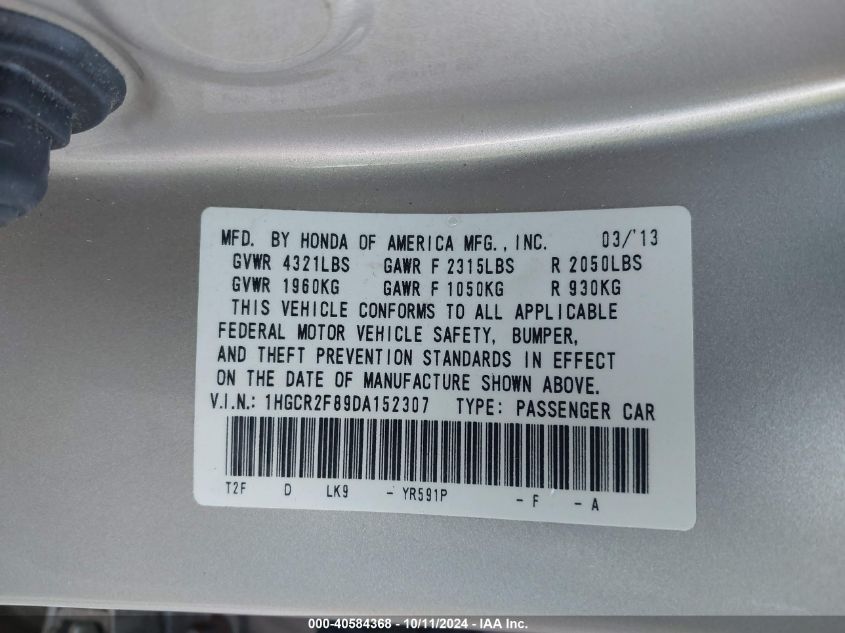 MFD. BY HONDA OF AMERICA MFG., INC. 03/'13
GVWR 4321LBS GAWR F 2315LBS R 2050LBS
GVWR 1960KG GAWR F 1050KG R 930KG
THIS VEHICLE CONFORMS TO ALL APPLICABLE
FEDERAL MOTOR VEHICLE SAFETY, BUMPER,
AND THEFT PREVENTION STANDARDS IN EFFECT
ON THE DATE OF MANUFACTURE SHOWN ABOVE.
V.I.N.: 1HGCR2F89DA152307 TYPE: PASSENGER CAR
T2F D LK9 - YR591P - F - A
000-40584368 - 10/11/2024 - IAA Inc.